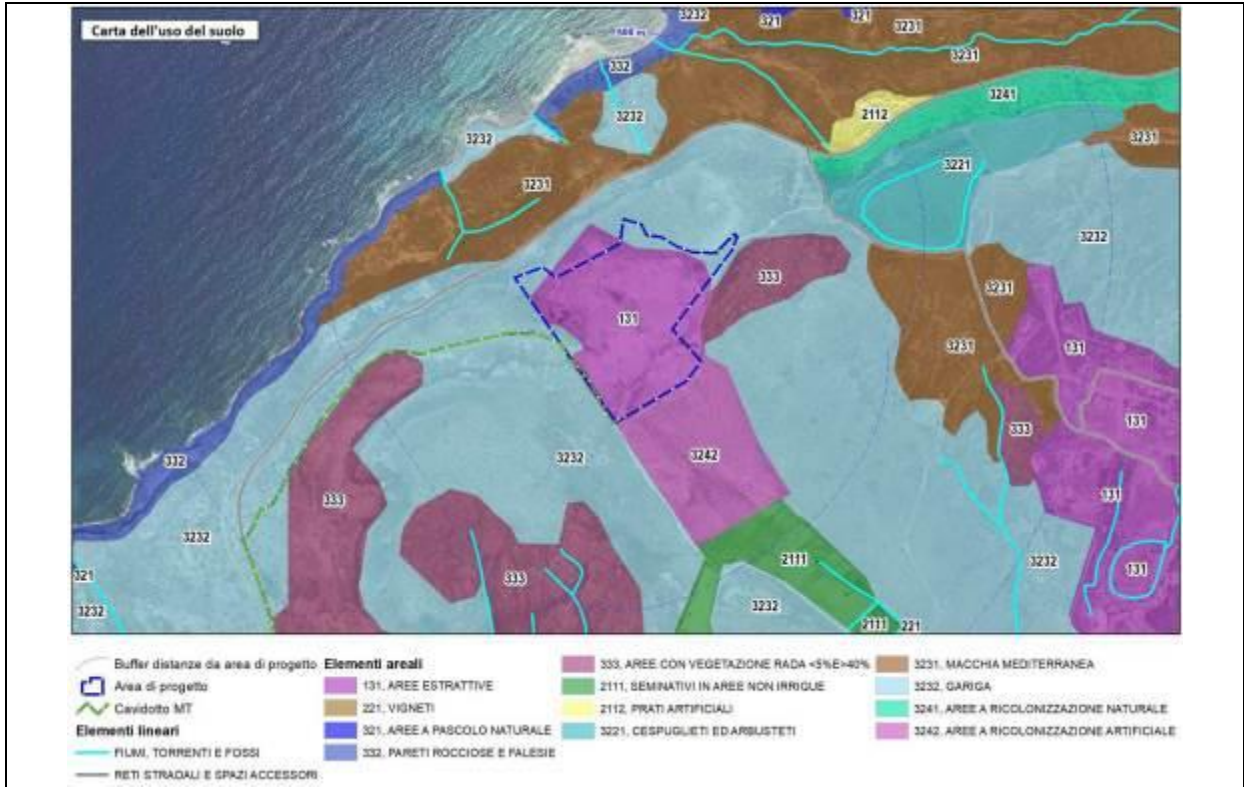 Carta dell'uso del suolo
3232
321
321
3231
3231
332
3232
3232
2112
3241
3231
3221
3231
3232
333
3231
131
3231
131
131
333
3242
332
3232
333
131
3232
333
2111
3232
321
3232
3232
131
2111
221
Buffer distanze da area di progetto
Area di progetto
Cavidotto MT
Elementi lineari
FIUMI, TORRENTI E FOSSI
RETI STRADALI E SPAZI ACCESSORI
Elementi areali
131, AREE ESTRATTIVE
221, VIGNETI
321, AREE A PASCOLO NATURALE
332, PARETI ROCCIOSE E FALESIE
333, AREE CON VEGETAZIONE RADA <5%E>40%
2111, SEMINATIVI IN AREE NON IRRIGUE
2112, PRATI ARTIFICIALI
3221, CESPUGLIETI ED ARBUSTETI
3231, MACCHIA MEDITERRANEA
3232, GARIGA
3241, AREE A RICOLONIZZAZIONE NATURALE
3242, AREE A RICOLONIZZAZIONE ARTIFICIALE